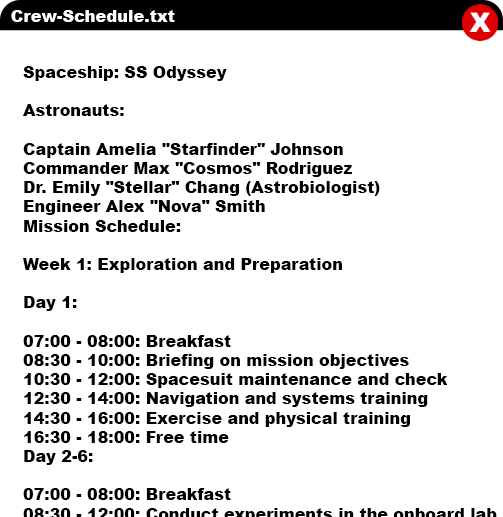 Crew-Schedule.txt
X
Spaceship: SS Odyssey
Astronauts:
Captain Amelia "Starfinder" Johnson
Commander Max "Cosmos" Rodriguez
Dr. Emily "Stellar" Chang (Astrobiologist)
Engineer Alex "Nova" Smith
Mission Schedule:
Week 1: Exploration and Preparation
Day 1:
07:00 - 08:00: Breakfast
08:30 - 10:00: Briefing on mission objectives
10:30 - 12:00: Spacesuit maintenance and check
12:30 - 14:00: Navigation and systems training
14:30 - 16:00: Exercise and physical training
16:30 - 18:00: Free time
Day 2-6:
07:00 - 08:00: Breakfast
08:30 - 12:00: Conduct experiments in the onboard lab